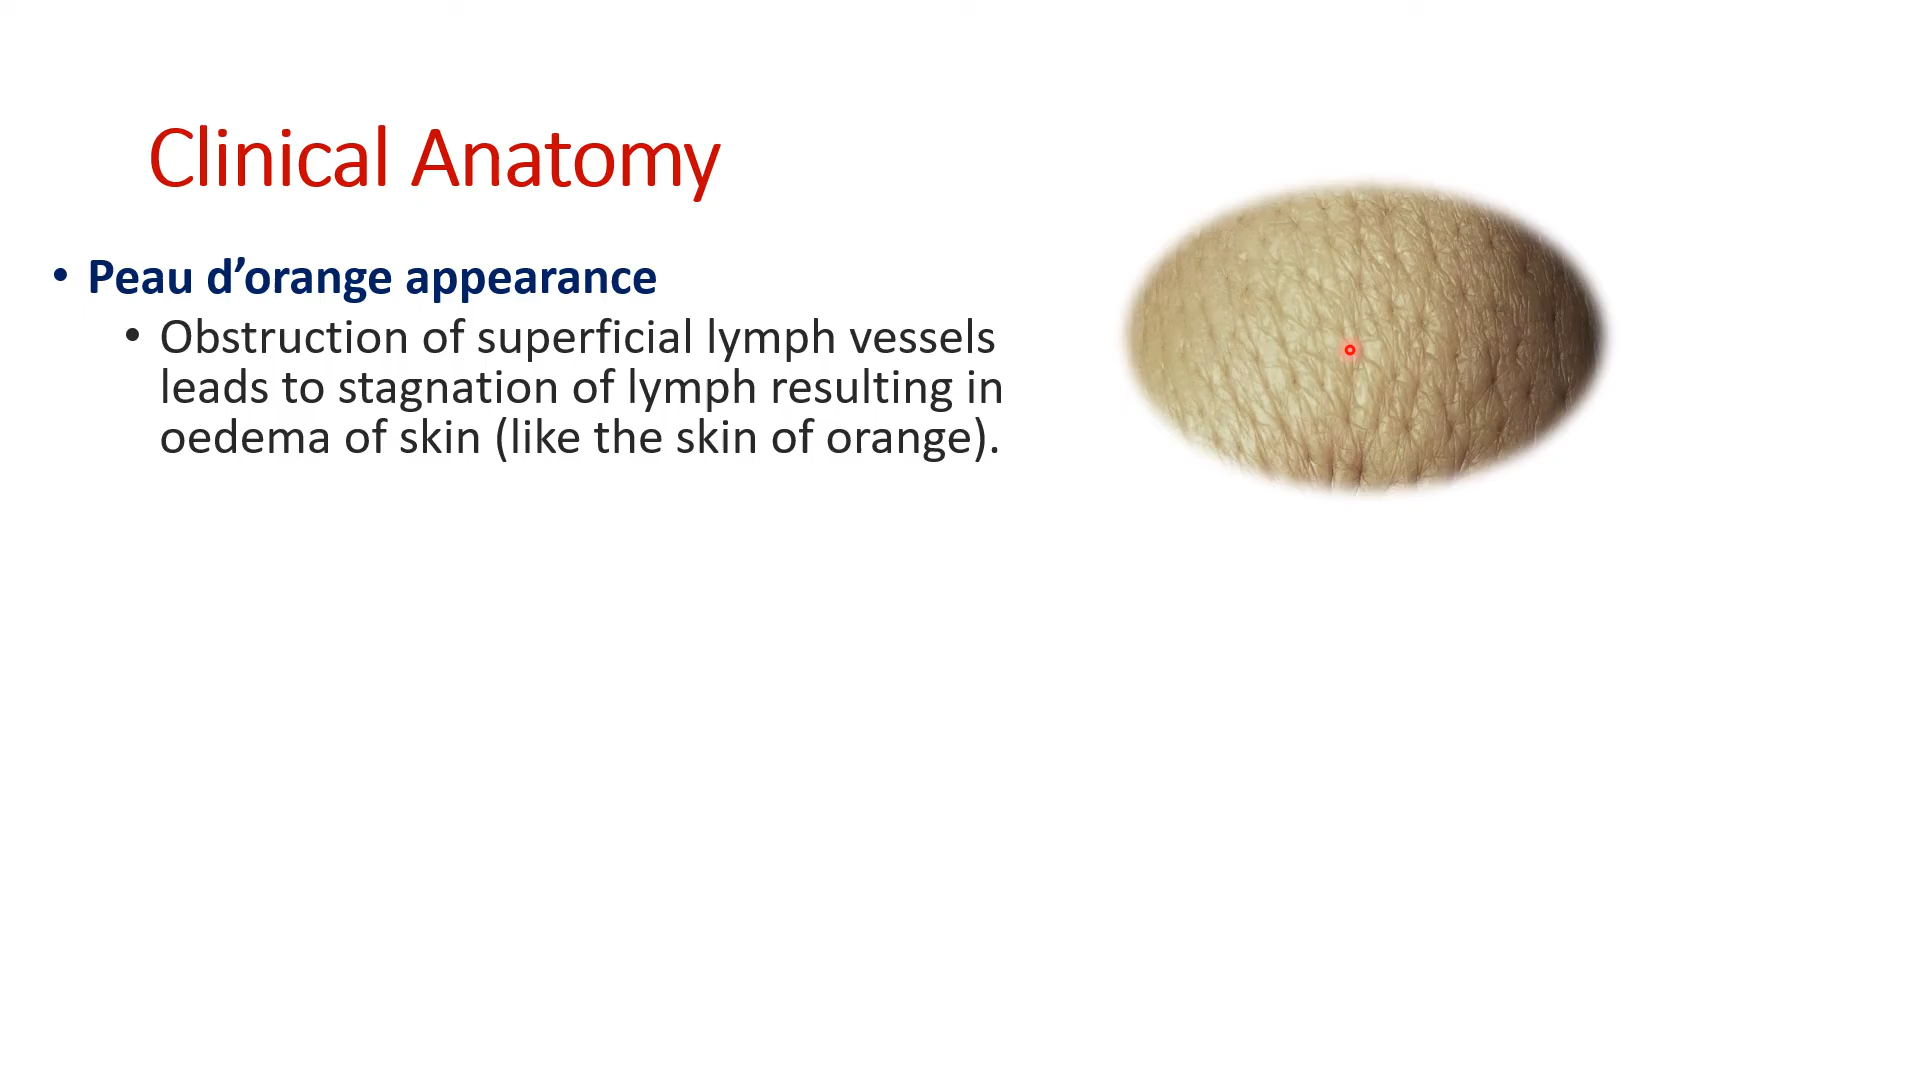 Clinical Anatomy
• Peau d’orange appearance
• Obstruction of superficial lymph vessels
leads to stagnation of lymph resulting in
oedema of skin (like the skin of orange).